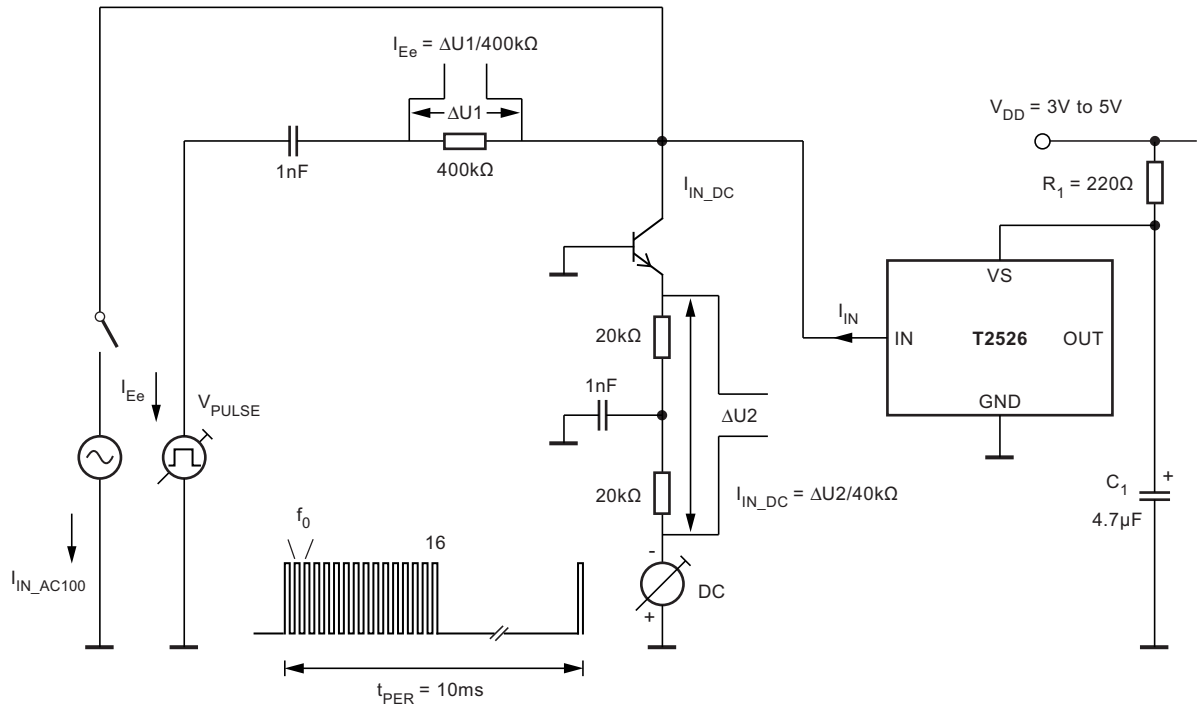 I_Ee = ΔU1/400kΩ
ΔU1
V_DD = 3V to 5V
1nF
400kΩ
I_IN_DC
R_1 = 220Ω
VS
I_IN
IN
T2526
OUT
20kΩ
1nF
I_Ee
V_PULSE
GND
ΔU2
20kΩ
I_IN_DC = ΔU2/40kΩ
C_1
+
4.7µF
f_0
16
I_IN_AC100
-
DC
+
t_PER = 10ms